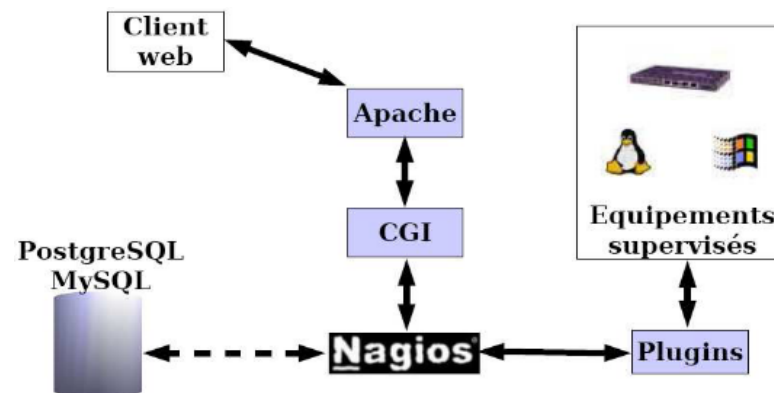 Client
web
Apache
CGI
Equipements
supervisés
PostgreSQL
MySQL
Nagios®
Plugins